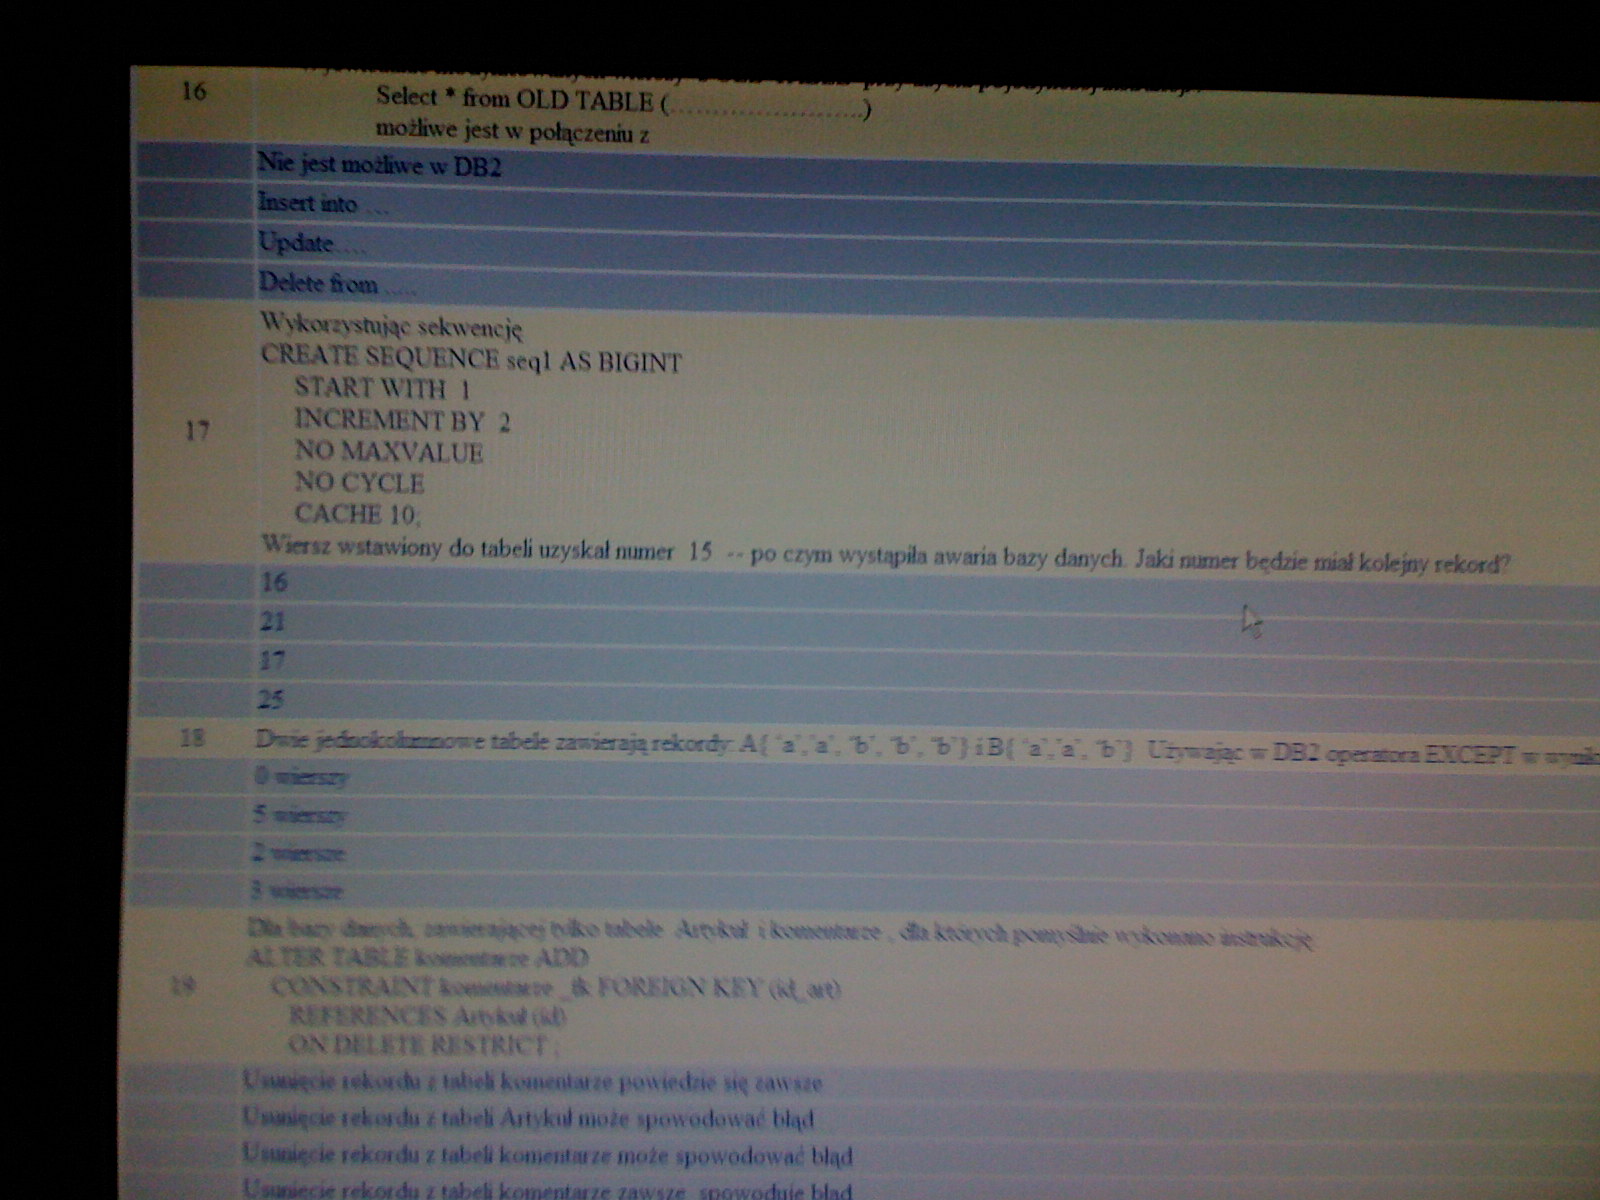 16
Select * from OLD TABLE (........................)
możliwe jest w połączeniu z
Nie jest możliwe w DB2
Insert into ...
Update....
Delete from .....
17
Wykorzystując sekwencję
CREATE SEQUENCE seq1 AS BIGINT
START WITH 1
INCREMENT BY 2
NO MAXVALUE
NO CYCLE
CACHE 10;
Wiersz wstawiony do tabeli uzyskał numer 15 -- po czym wystąpiła awaria bazy danych. Jaki numer będzie miał kolejny rekord?
16
21
17
25
18 Dwie jednokolumnowe tabele zawierają rekordy: A{ 'a','a', 'b', 'b', 'b'} i B{ 'a','a', 'b'} Używając w DB2 operatora EXCEPT w
0 wierszy
5 wierszy
2 wiersze
3 wiersze
19
Dla bazy danych, zawierającej tylko tabele Artykuł i komentarze , dla których pomyślnie wykonano instrukcję
ALTER TABLE komentarze ADD
CONSTRAINT komentarze _fk FOREIGN KEY (id_art)
REFERENCES Artykuł (id)
ON DELETE RESTRICT ;
Usunięcie rekordu z tabeli komentarze powiedzie się zawsze
Usunięcie rekordu z tabeli Artykuł może spowodować błąd
Usunięcie rekordu z tabeli komentarze może spowodować błąd
Usunięcie rekordu z tabeli komentarze zawsze spowoduje błąd